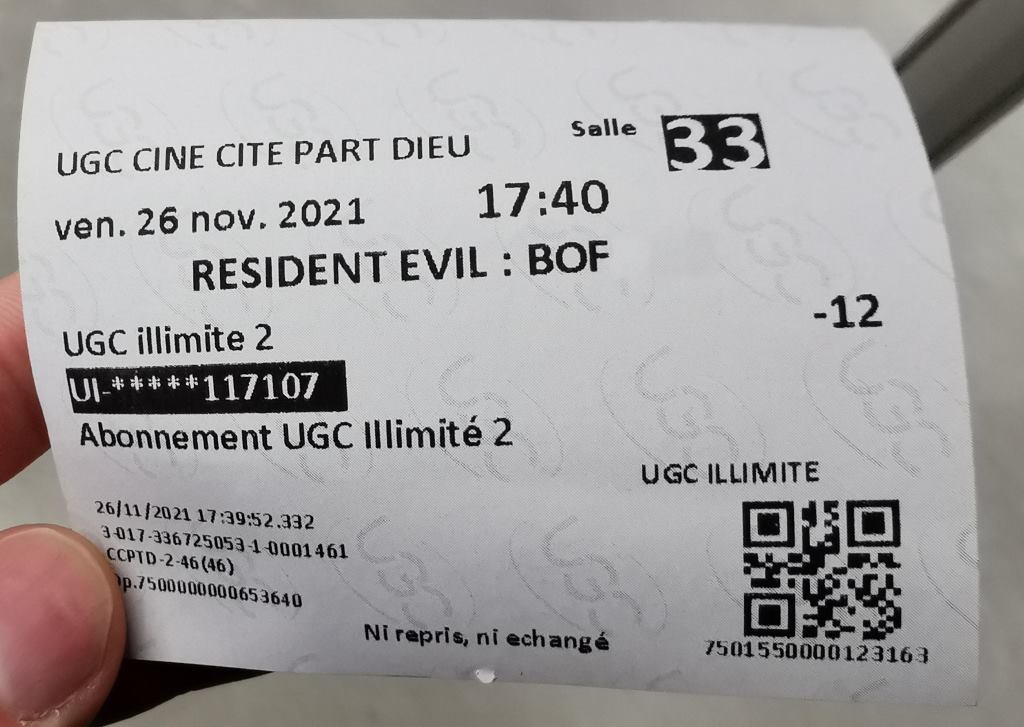 UGC CINE CITE PART DIEU
Salle 33
ven. 26 nov. 2021 17:40
RESIDENT EVIL : BOF
-12
UGC illimite 2
UI-*****117107
Abonnement UGC Illimité 2
UGC ILLIMITE
26/11/2021 17:39:52.332
3-017-336725053-1-0001461
CCPTD-2-46(46)
Op.7500000000653640
Ni repris, ni echangé
7501550000123163